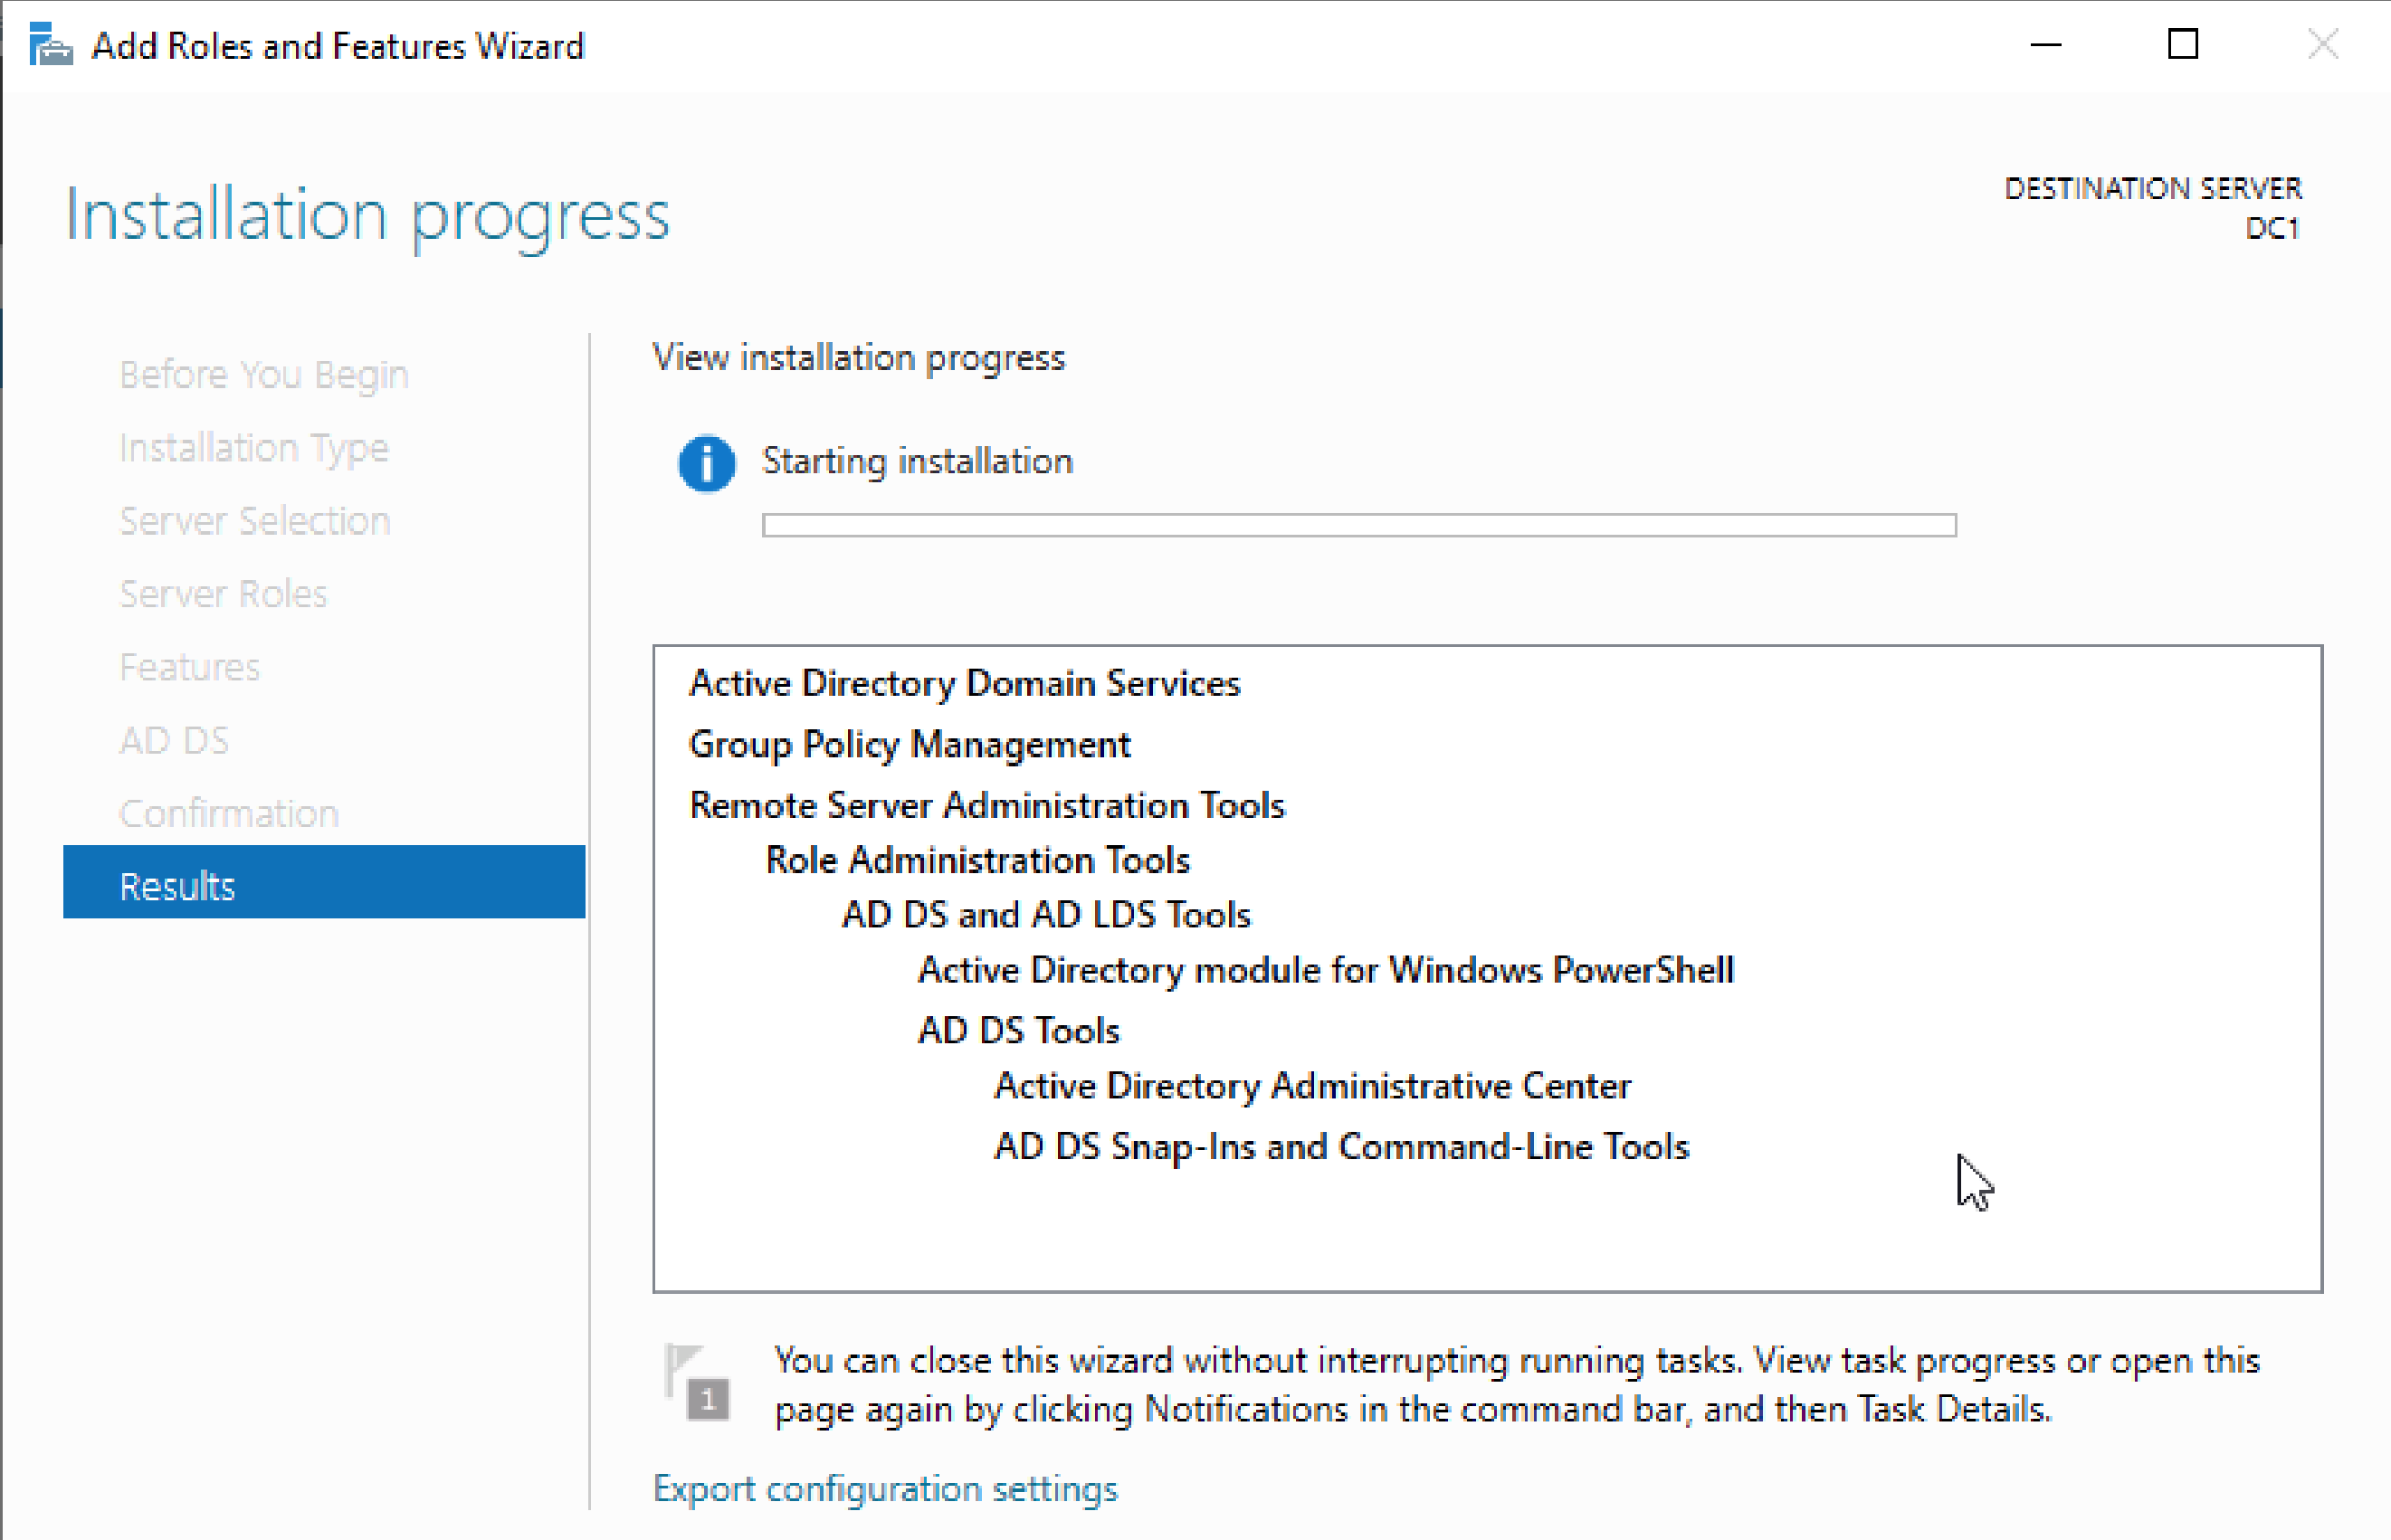 Add Roles and Features Wizard
Installation progress
DESTINATION SERVER
DC1
Before You Begin
Installation Type
Server Selection
Server Roles
Features
AD DS
Confirmation
Results
View installation progress
Starting installation
Active Directory Domain Services
Group Policy Management
Remote Server Administration Tools
Role Administration Tools
AD DS and AD LDS Tools
Active Directory module for Windows PowerShell
AD DS Tools
Active Directory Administrative Center
AD DS Snap-Ins and Command-Line Tools
1
You can close this wizard without interrupting running tasks. View task progress or open this
page again by clicking Notifications in the command bar, and then Task Details.
Export configuration settings